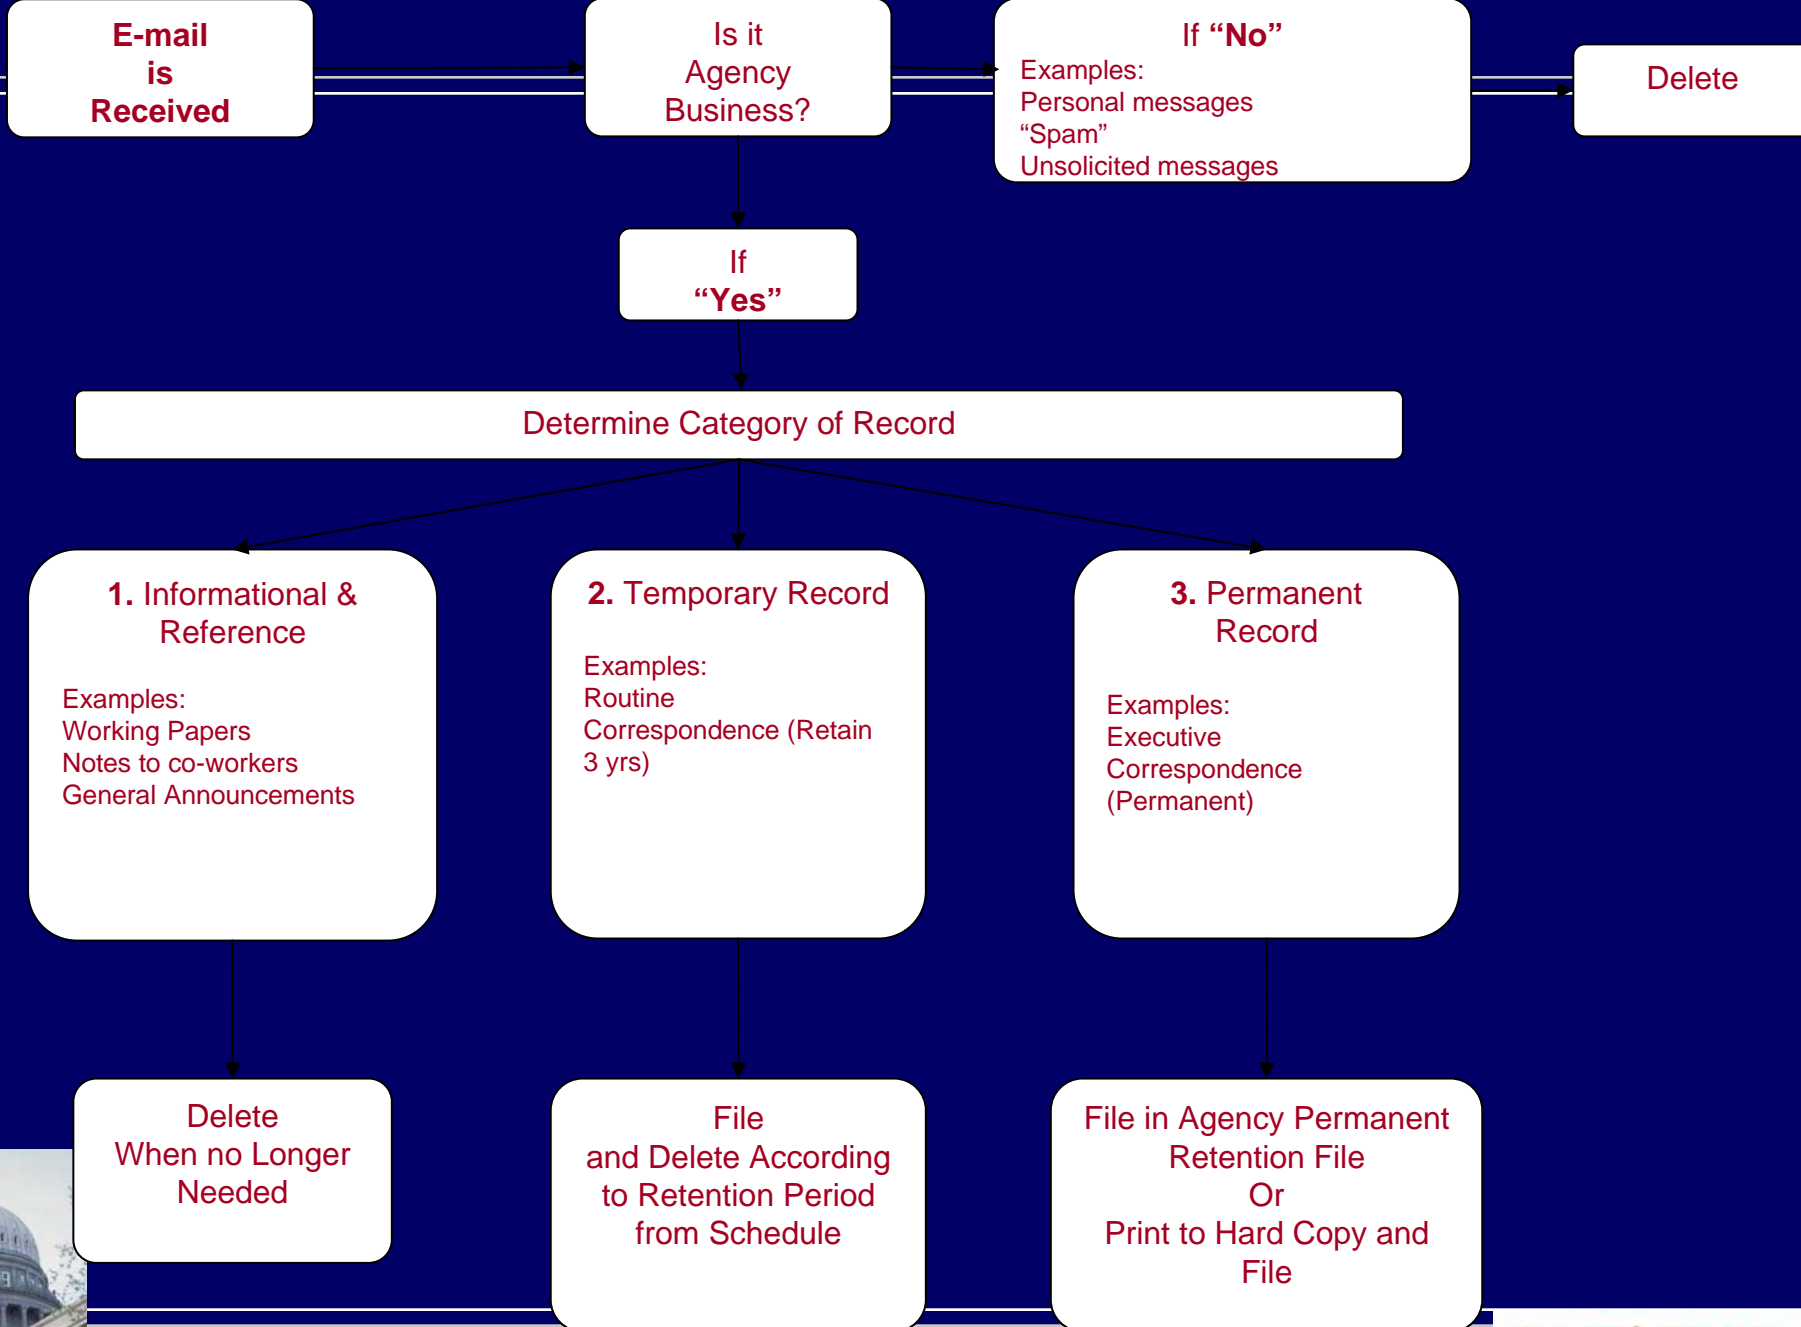 E-mail
is
Received
Is it
Agency
Business?
If “No”
Examples:
Personal messages
“Spam”
Unsolicited messages
Delete
If
“Yes”
Determine Category of Record
1. Informational &
Reference
Examples:
Working Papers
Notes to co-workers
General Announcements
2. Temporary Record
Examples:
Routine
Correspondence (Retain
3 yrs)
3. Permanent
Record
Examples:
Executive
Correspondence
(Permanent)
Delete
When no Longer
Needed
File
and Delete According
to Retention Period
from Schedule
File in Agency Permanent
Retention File
Or
Print to Hard Copy and
File